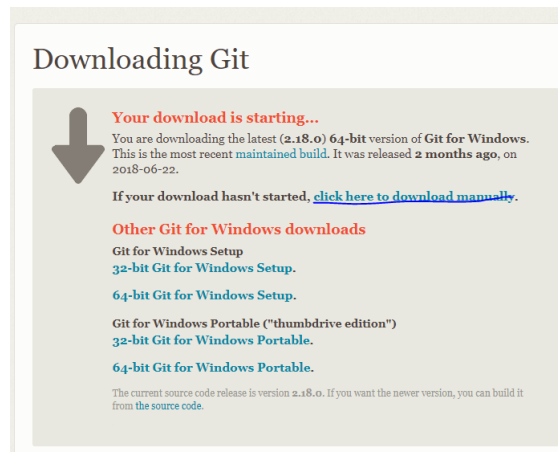 Downloading Git
Your download is starting...
You are downloading the latest (2.18.0) 64-bit version of Git for Windows.
This is the most recent maintained build. It was released 2 months ago, on
2018-06-22.
If your download hasn't started, click here to download manually.
Other Git for Windows downloads
Git for Windows Setup
32-bit Git for Windows Setup.
64-bit Git for Windows Setup.
Git for Windows Portable ("thumbdrive edition")
32-bit Git for Windows Portable.
64-bit Git for Windows Portable.
The current source code release is version 2.18.0. If you want the newer version, you can build it
from the source code.